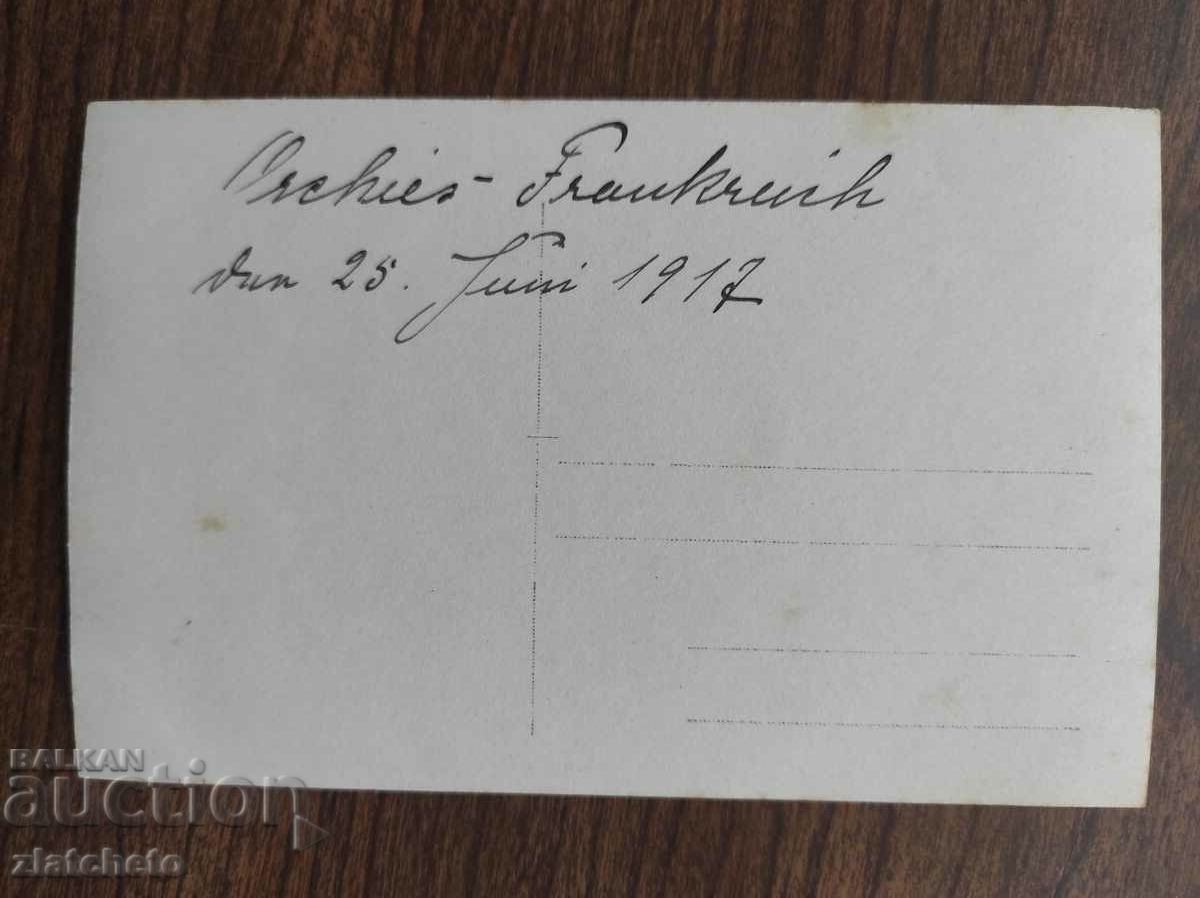 Orchies - Frankreich
den 25. Juni 1917
BALKAN
auction
zlatcheto